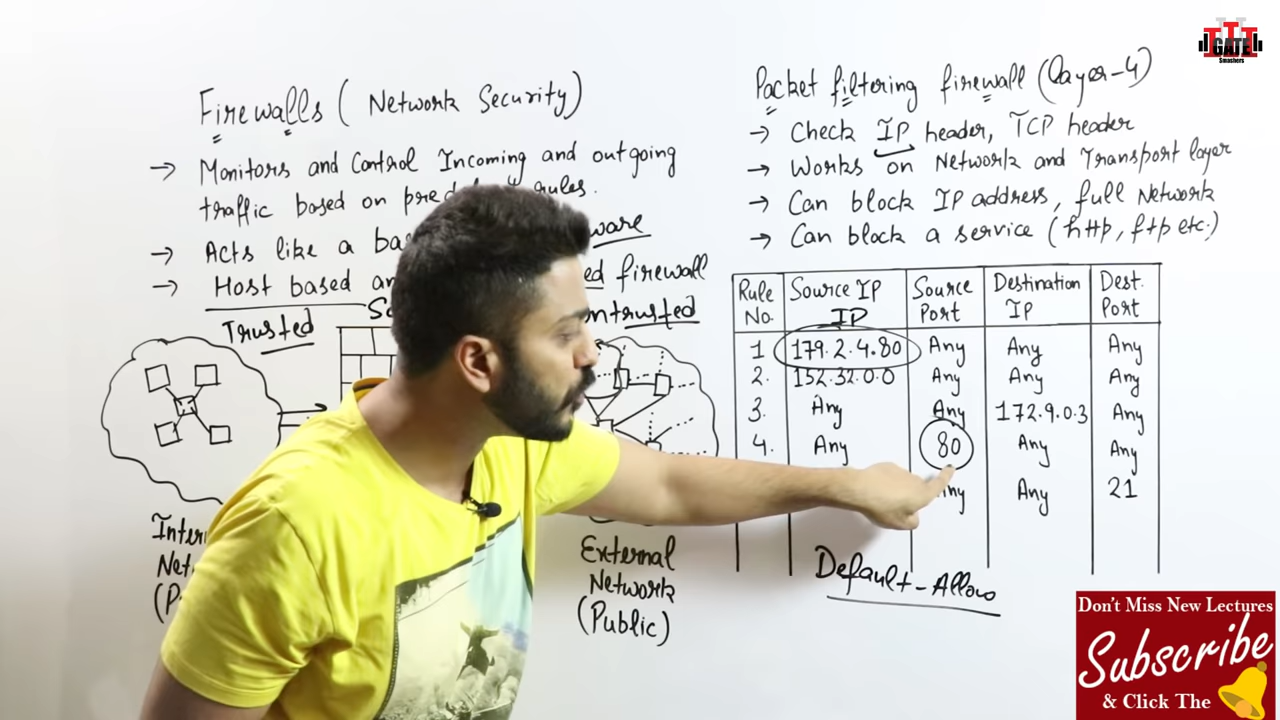 GATE
Smashers
Firewalls (Network Security)
→ Monitors and Control Incoming and outgoing
traffic based on rules.
→ Acts like a
→ Host based firewall
Trusted
Internal
External
Network
(Public)
Packet filtering firewall (layer-4)
→ Check IP header, TCP header
→ Works on Network and Transport layer
→ Can block IP address, full Network
→ Can block a service (http, ftp etc.)
Rule No. Source IP IP Source Port Destination IP Dest. Port
1 179.2.4.80 Any Any Any
2. 152.32.0.0 Any Any Any
3. Any Any 172.9.0.3 Any
4. Any 80 Any Any
Any 21
Default-Allow
Don't Miss New Lectures
Subscribe
& Click The